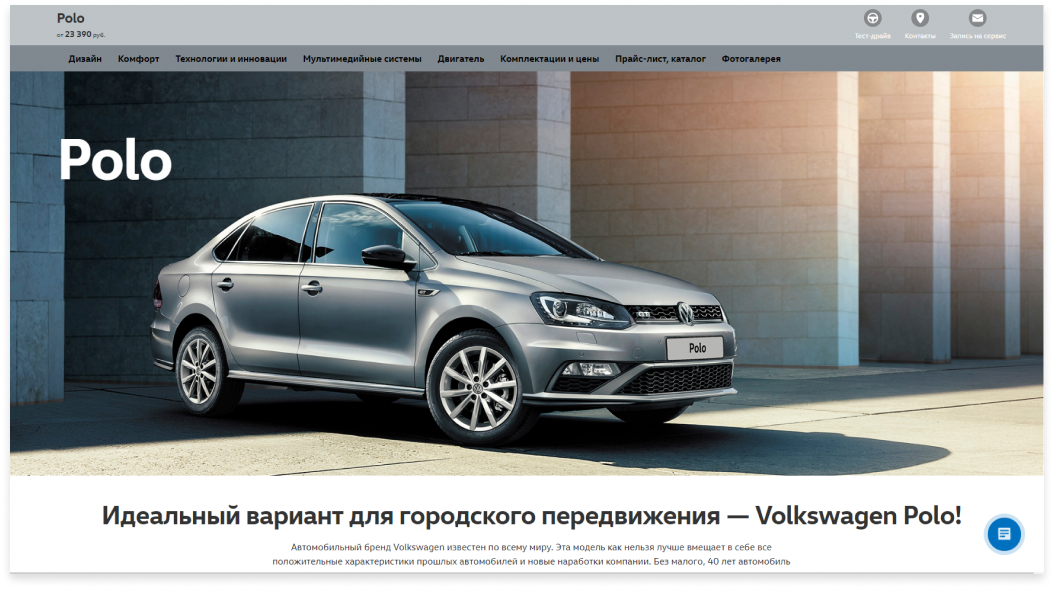 Polo
от 23 390 руб.
Тест-драйв
Контакты
Запись на сервис
Дизайн
Комфорт
Технологии и инновации
Мультимедийные системы
Двигатель
Комплектации и цены
Прайс-лист, каталог
Фотогалерея
Polo
GT
Polo
Идеальный вариант для городского передвижения — Volkswagen Polo!
Автомобильный бренд Volkswagen известен по всему миру. Эта модель как нельзя лучше вмещает в себе все
положительные характеристики прошлых автомобилей и новые наработки компании. Без малого, 40 лет автомобиль